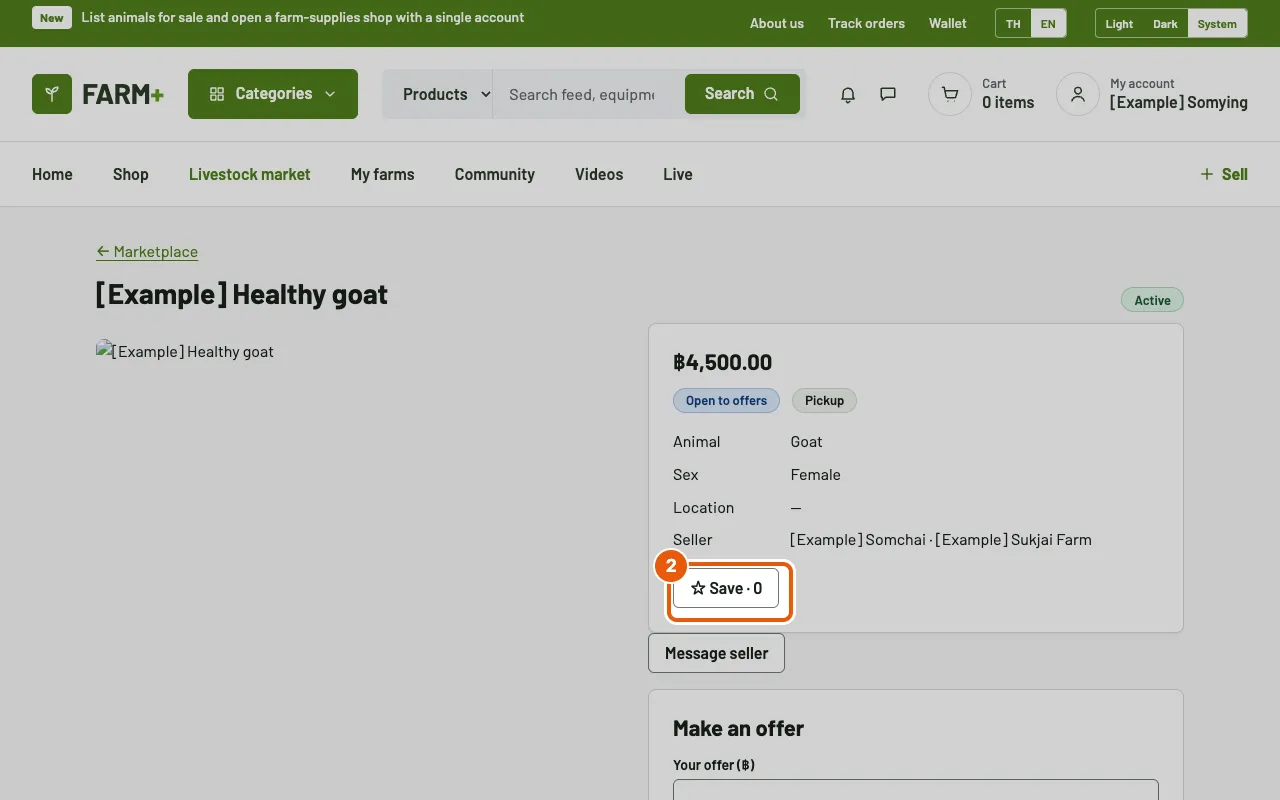 New
List animals for sale and open a farm-supplies shop with a single account
About us
Track orders
Wallet
TH
EN
Light
Dark
System
FARM+
Categories
Products
Search feed, equipme
Search
Cart
0 items
My account
[Example] Somying
Home
Shop
Livestock market
My farms
Community
Videos
Live
+ Sell
← Marketplace
[Example] Healthy goat
Active
[Example] Healthy goat
฿4,500.00
Open to offers
Pickup
Animal Goat
Sex Female
Location —
Seller [Example] Somchai · [Example] Sukjai Farm
2
☆ Save · 0
Message seller
Make an offer
Your offer (฿)